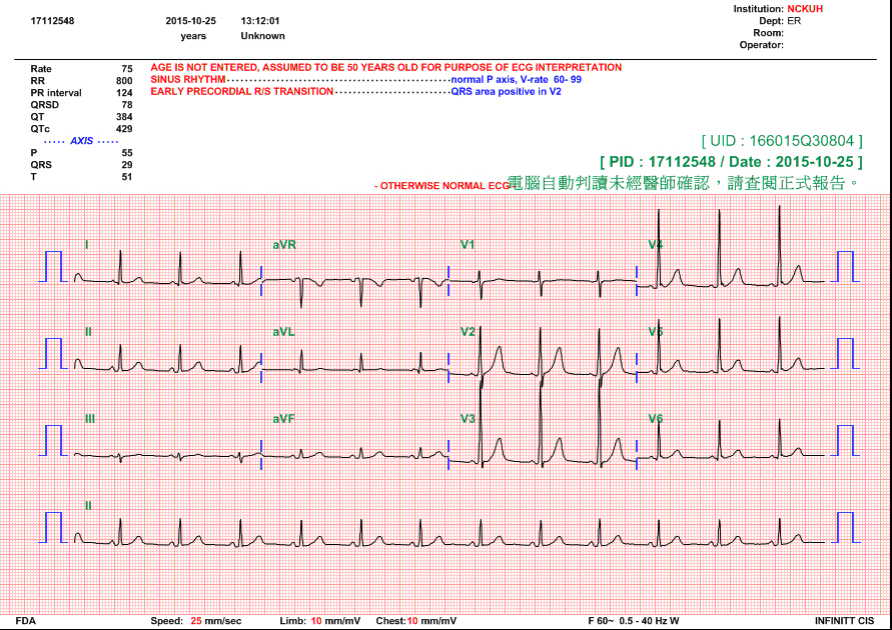 Institution: NCKUH
17112548 2015-10-25 13:12:01 Dept: ER
years Unknown Room:
Operator:
Rate 75 AGE IS NOT ENTERED, ASSUMED TO BE 50 YEARS OLD FOR PURPOSE OF ECG INTERPRETATION
RR 800 SINUS RHYTHM normal P axis, V-rate 60- 99
PR interval 124 EARLY PRECORDIAL R/S TRANSITION QRS area positive in V2
QRSD 78
QT 384
QTc 429
----- AXIS -----
[ UID : 166015Q30804 ]
P 55
[ PID : 17112548 / Date : 2015-10-25 ]
QRS 29
T 51
- OTHERWISE NORMAL ECG 電腦自動判讀未經醫師確認，請查閱正式報告。
I aVR V1 V4
II aVL V2 V5
III aVF V3 V6
II
FDA Speed: 25 mm/sec Limb: 10 mm/mV Chest: 10 mm/mV F 60~ 0.5 - 40 Hz W INFINITT CIS